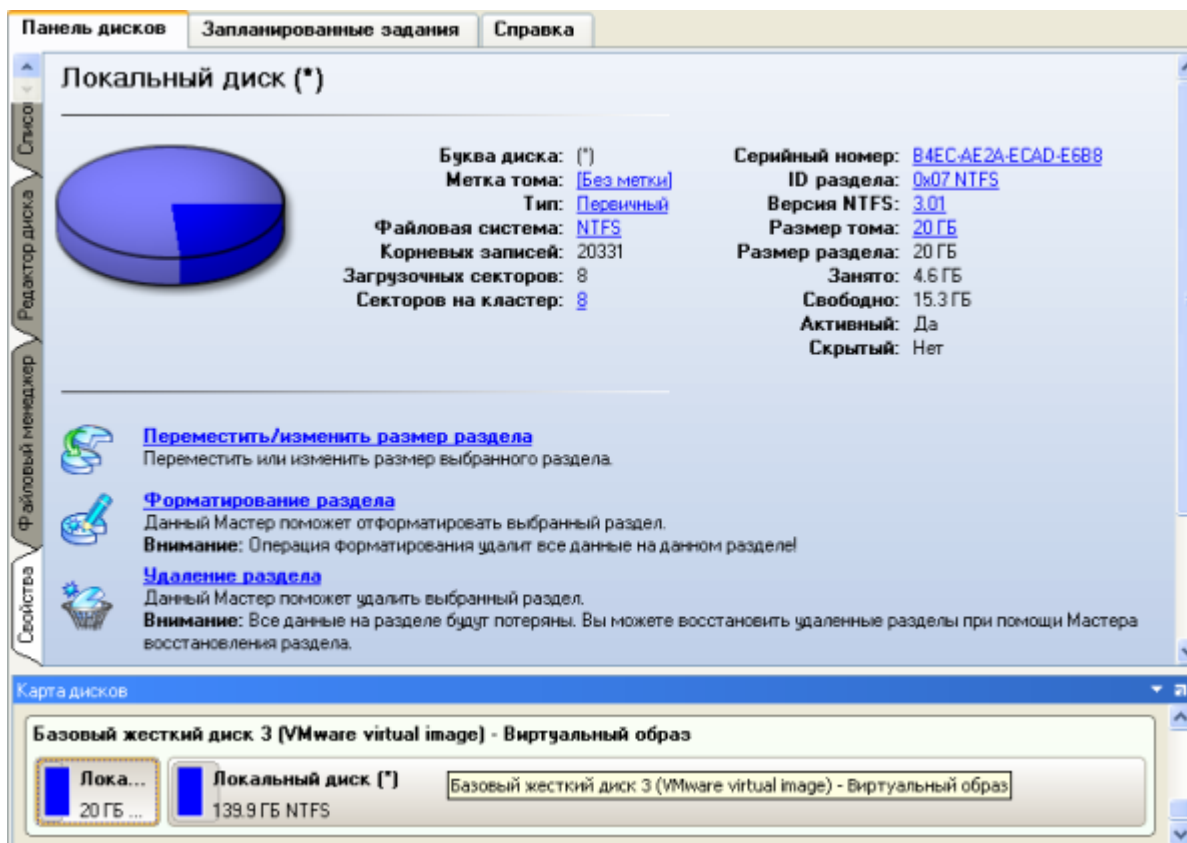 Панель дисков
Запланированные задания
Справка
Редактор диска
Файловый менеджер
Свойства
Локальный диск (*)
Буква диска: (*)
Метка тома: [Без метки]
Тип: Первичный
Файловая система: NTFS
Корневых записей: 20331
Загрузочных секторов: 8
Секторов на кластер: 8
Серийный номер: B4EC-AE2A-ECAD-E6B8
ID раздела: 0x07 NTFS
Версия NTFS: 3.01
Размер тома: 20 ГБ
Размер раздела: 20 ГБ
Занято: 4.6 ГБ
Свободно: 15.3 ГБ
Активный: Да
Скрытый: Нет
Переместить/изменить размер раздела
Переместить или изменить размер выбранного раздела.
Форматирование раздела
Данный Мастер поможет отформатировать выбранный раздел.
Внимание: Операция форматирования удалит все данные на данном разделе!
Удаление раздела
Данный Мастер поможет удалить выбранный раздел.
Внимание: Все данные на разделе будут потеряны. Вы можете восстановить удаленные разделы при помощи Мастера
восстановления раздела.
Карта дисков
Базовый жесткий диск 3 (VMware virtual image) - Виртуальный образ
Лока...
20 ГБ ...
Локальный диск (*)
139.9 ГБ NTFS
Базовый жесткий диск 3 (VMware virtual image) - Виртуальный образ